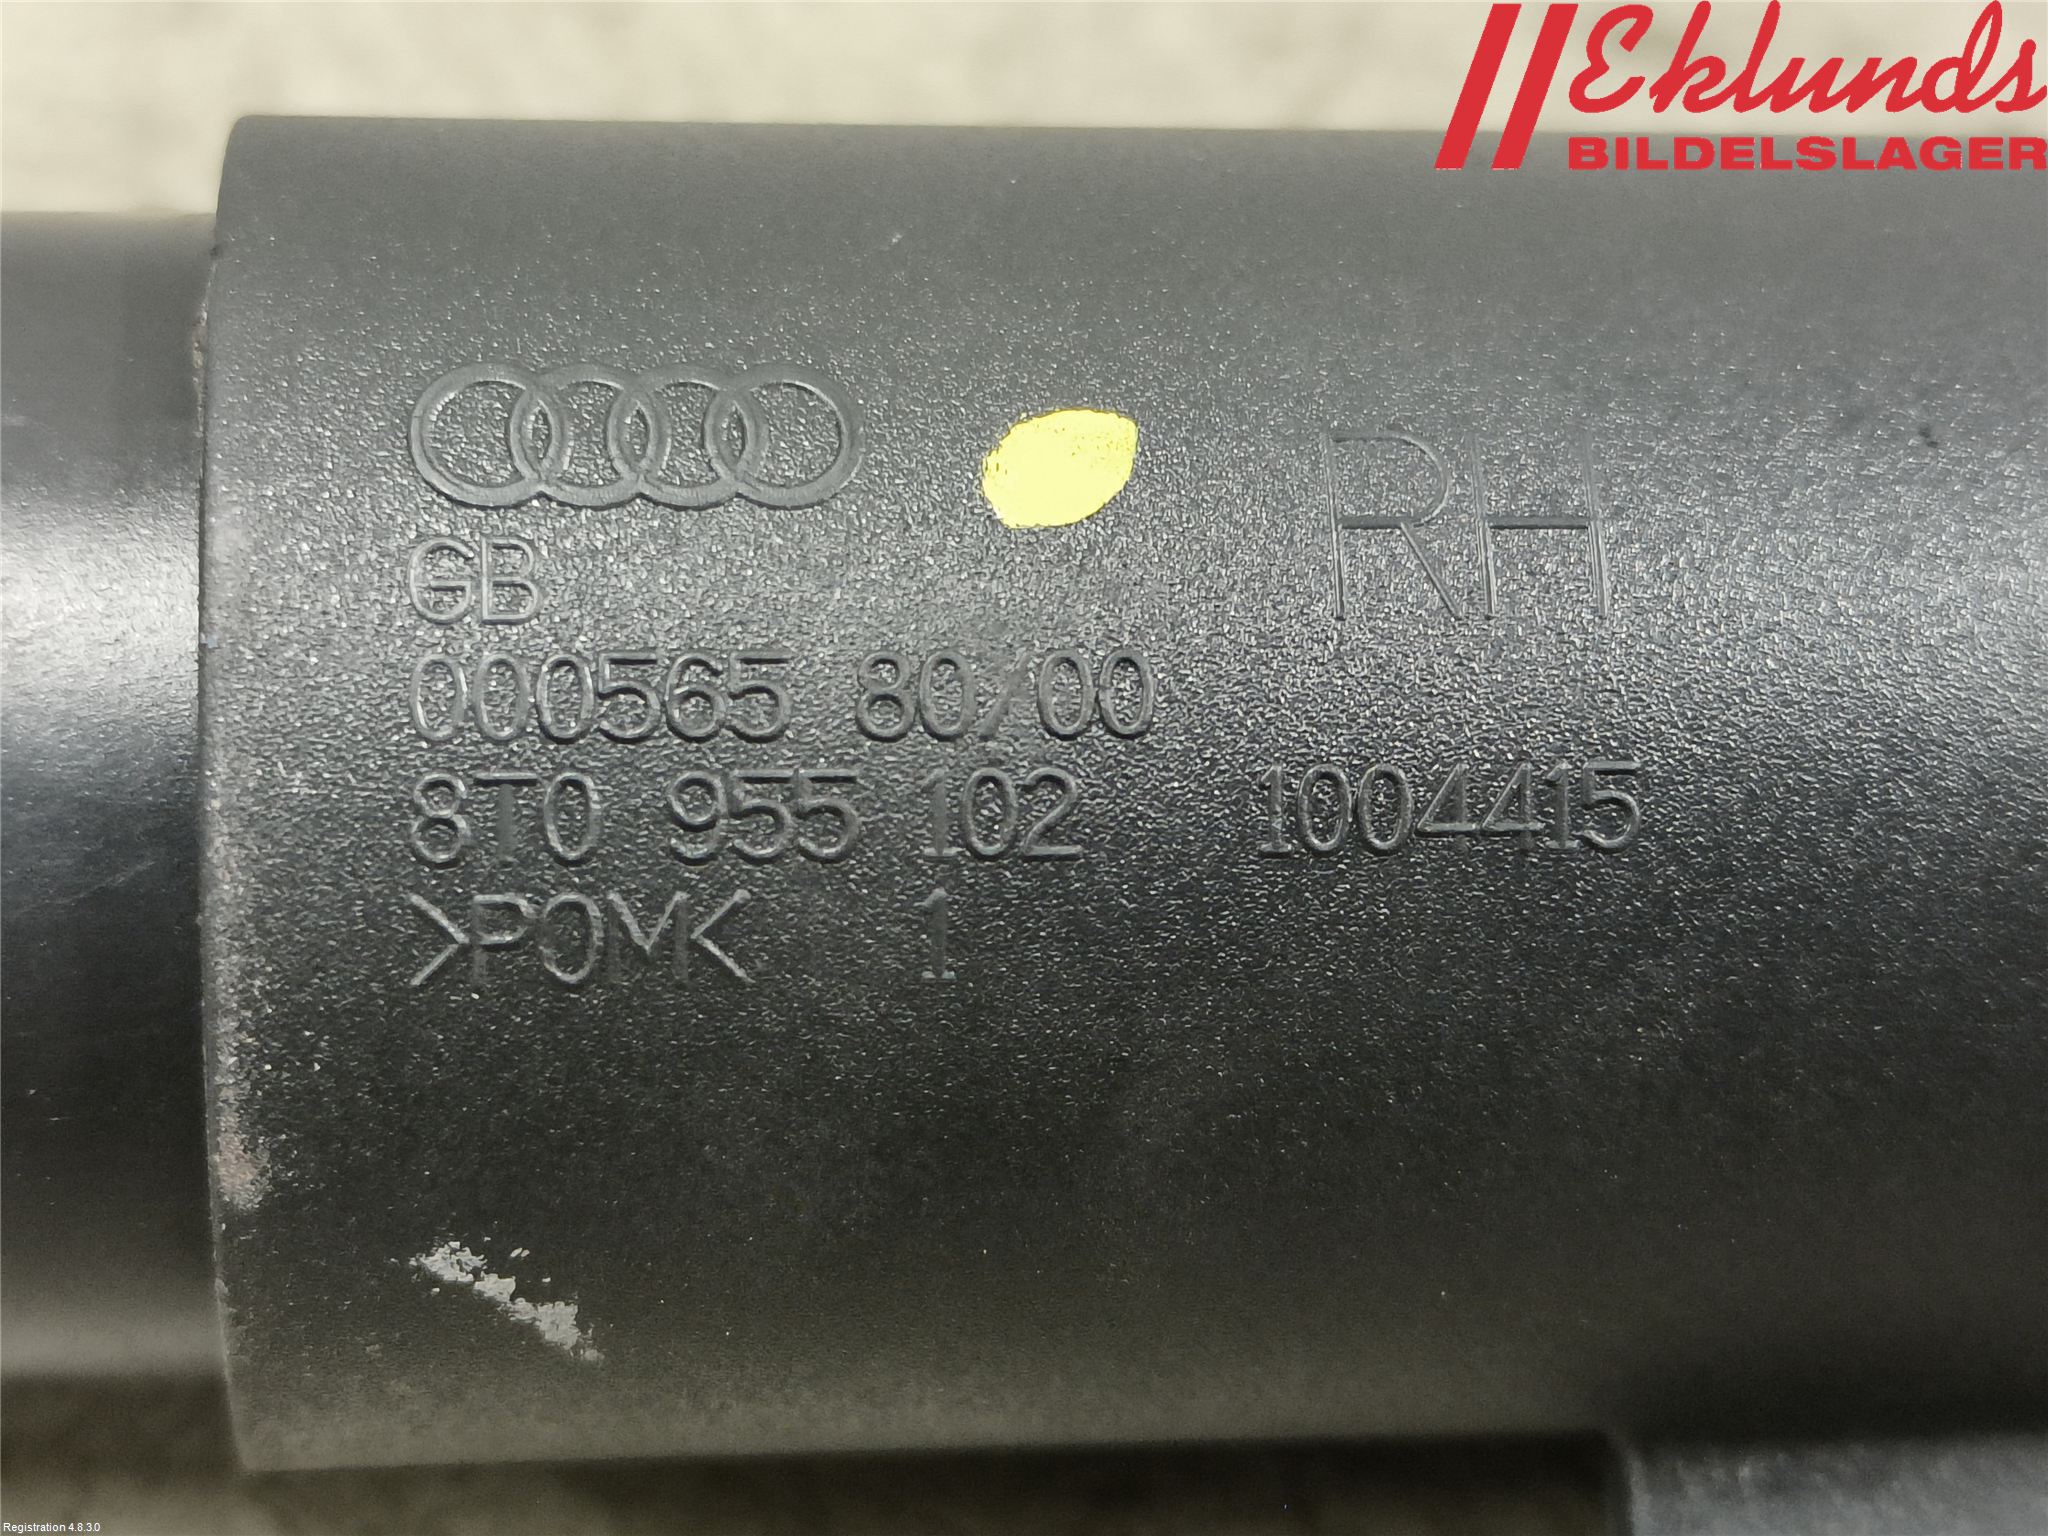 Eklunds
BILDELSLAGER
RH
GB
000565 80/00
8T0 955 102 1004415
>POM< 1
Registration 4.8.3.0